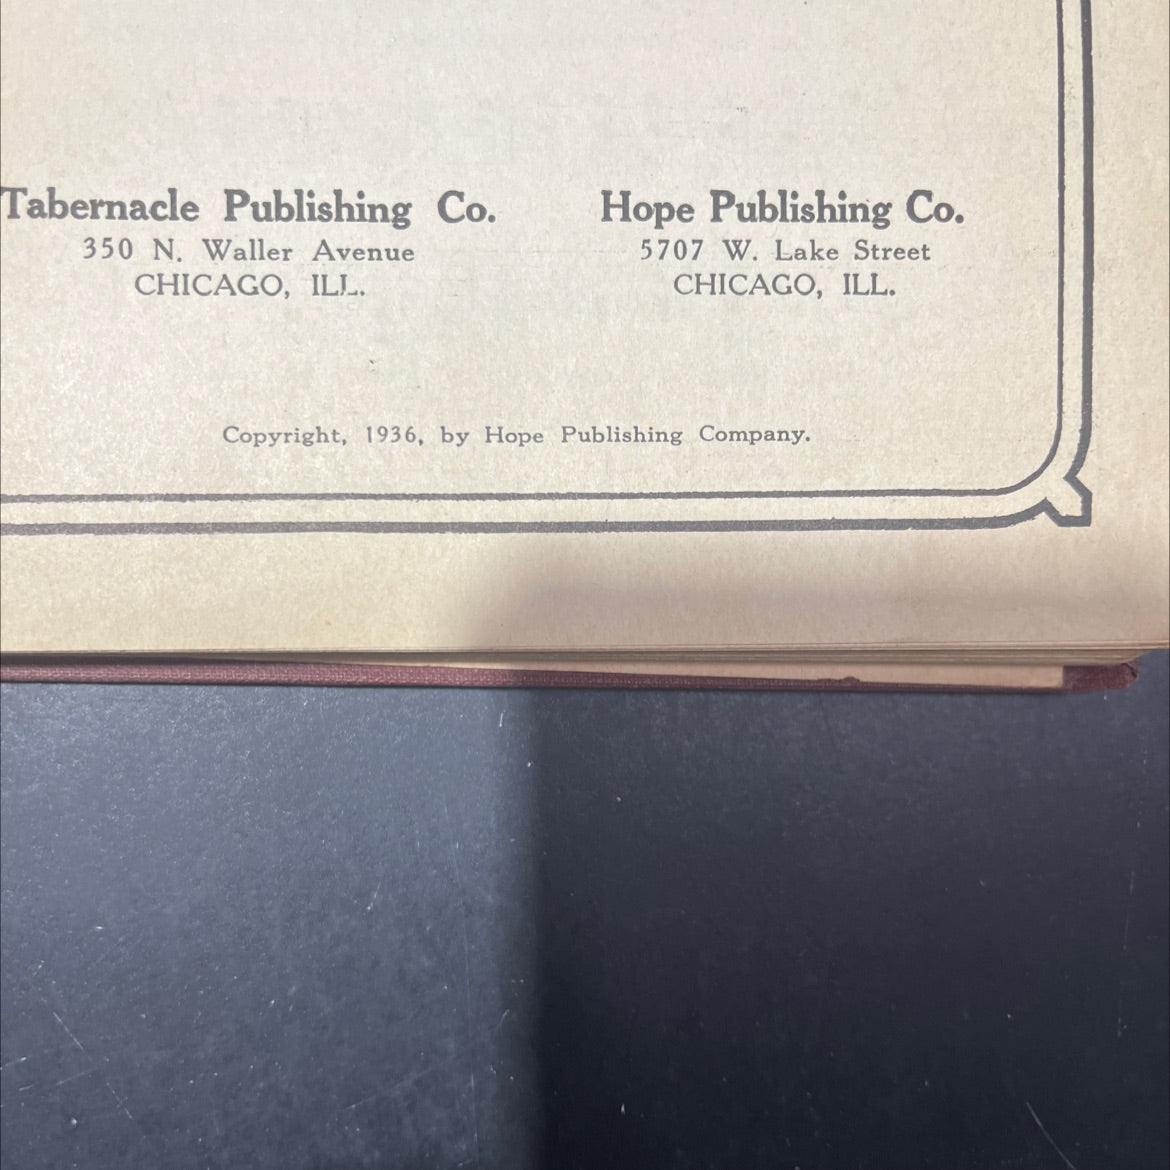 Tabernacle Publishing Co.
350 N. Waller Avenue
CHICAGO, ILL.
Hope Publishing Co.
5707 W. Lake Street
CHICAGO, ILL.
Copyright, 1936, by Hope Publishing Company.